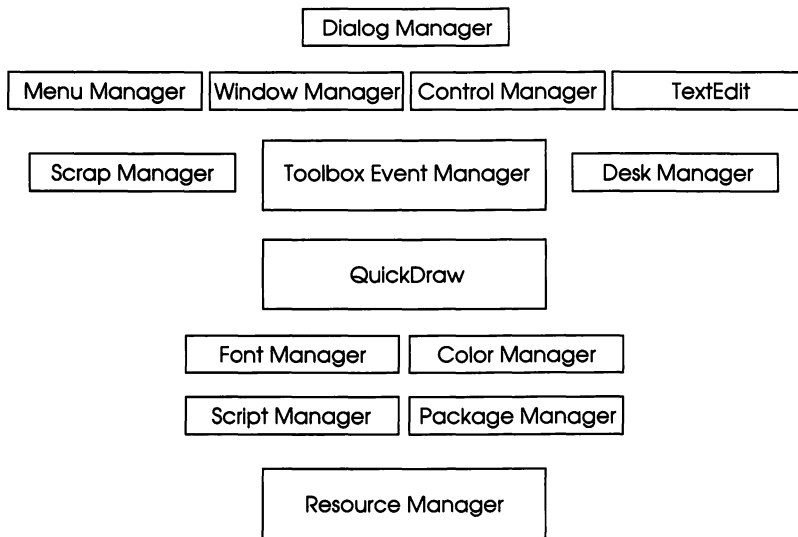 Dialog Manager
Menu Manager
Window Manager
Control Manager
TextEdit
Scrap Manager
Toolbox Event Manager
Desk Manager
QuickDraw
Font Manager
Color Manager
Script Manager
Package Manager
Resource Manager